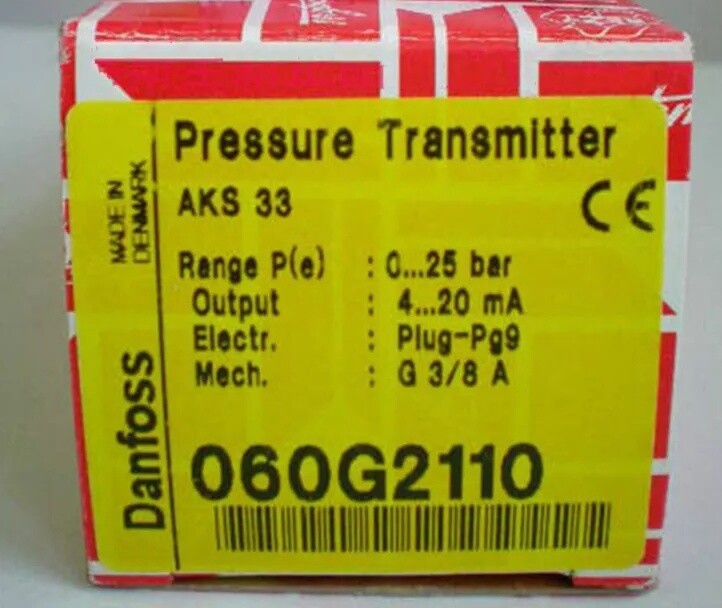 Pressure Transmitter
AKS 33
CE
Range P(e) : 0...25 bar
Output : 4...20 mA
Electr. : Plug-Pg9
Mech. : G 3/8 A
060G2110
MADE IN
DENMARK
Danfoss